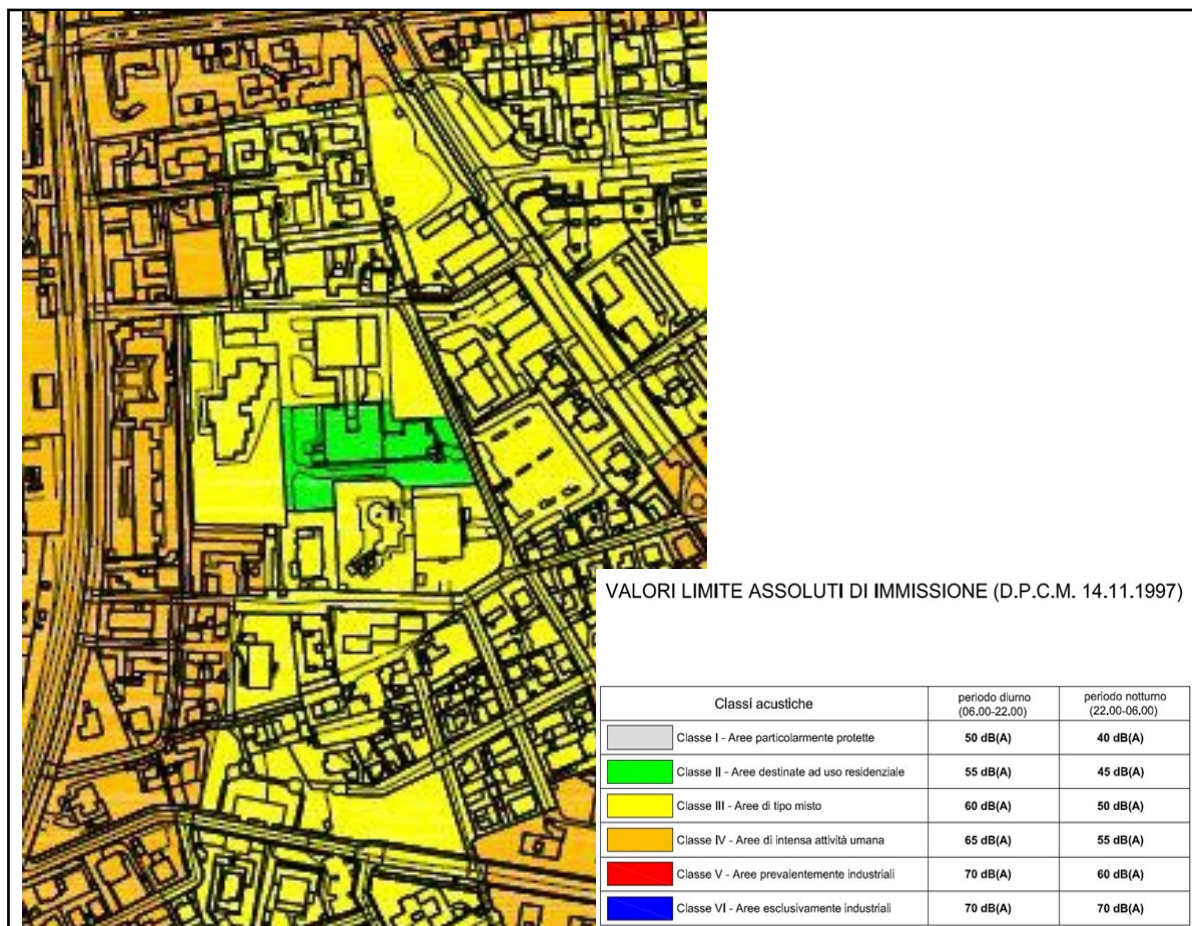 VALORI LIMITE ASSOLUTI DI IMMISSIONE (D.P.C.M. 14.11.1997)
Classi acustiche
periodo diurno
(06.00-22.00)
periodo notturno
(22.00-06.00)
Classe I - Aree particolarmente protette 50 dB(A) 40 dB(A)
Classe II - Aree destinate ad uso residenziale 55 dB(A) 45 dB(A)
Classe III - Aree di tipo misto 60 dB(A) 50 dB(A)
Classe IV - Aree di intensa attività umana 65 dB(A) 55 dB(A)
Classe V - Aree prevalentemente industriali 70 dB(A) 60 dB(A)
Classe VI - Aree esclusivamente industriali 70 dB(A) 70 dB(A)